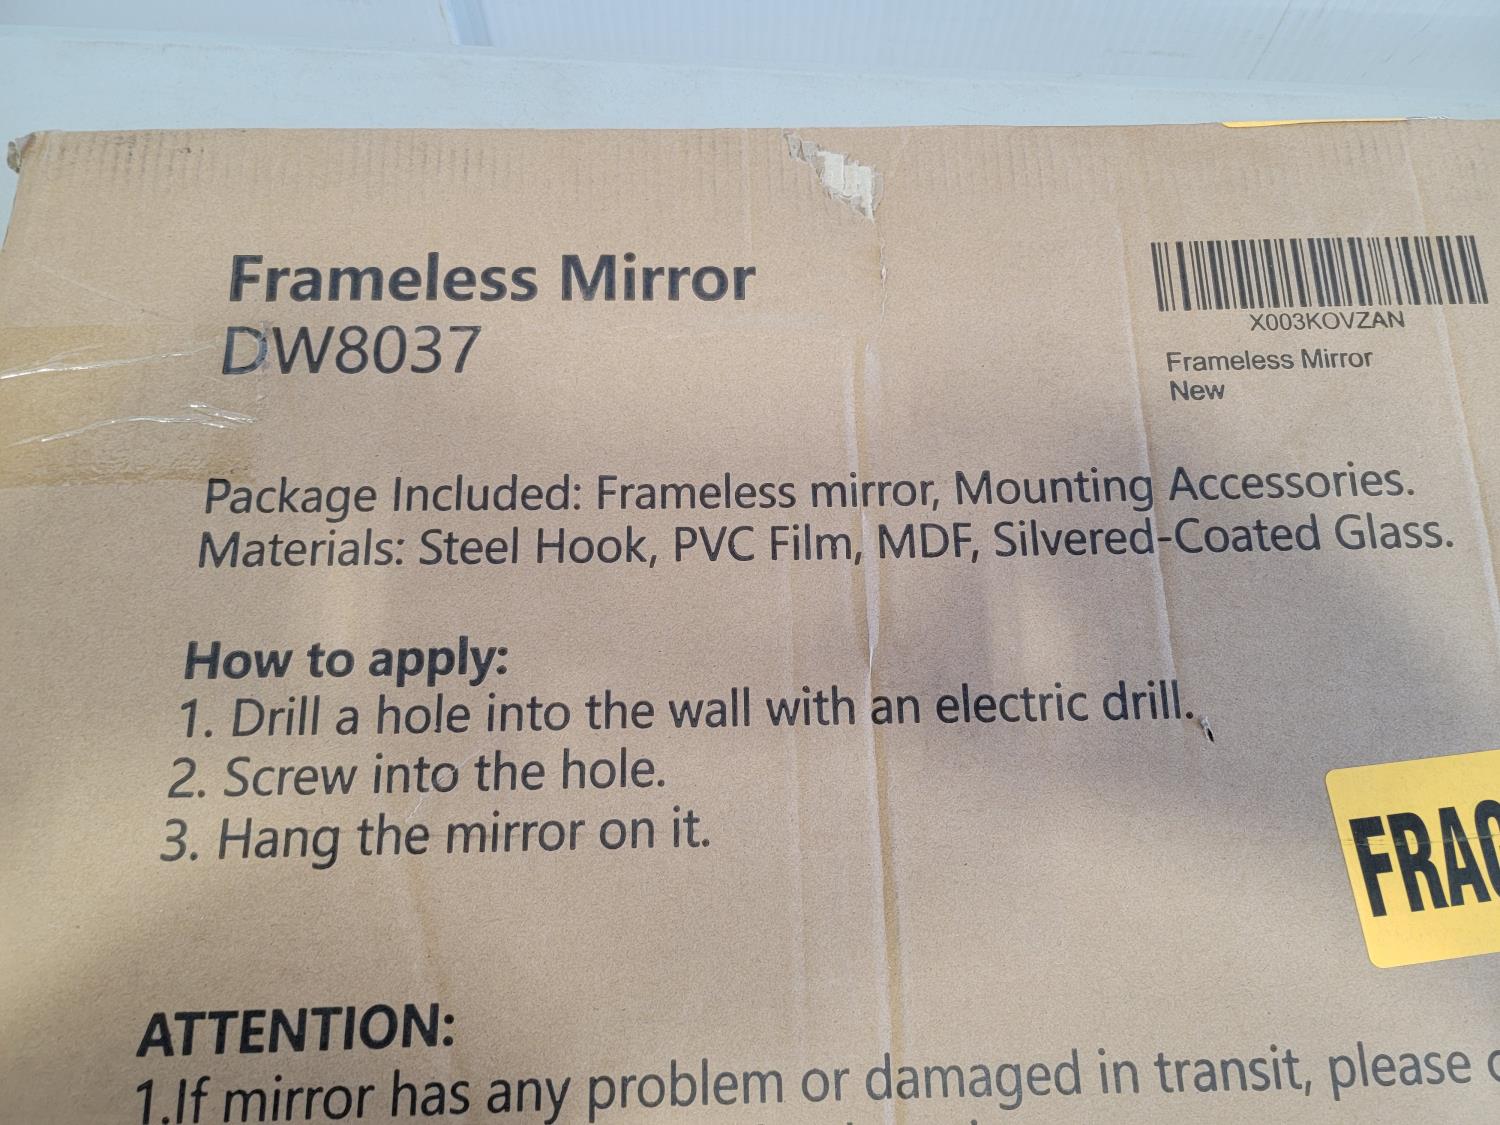 Frameless Mirror
DW8037
X003KOVZAN
Frameless Mirror
New
Package Included: Frameless mirror, Mounting Accessories.
Materials: Steel Hook, PVC Film, MDF, Silvered-Coated Glass.
How to apply:
1. Drill a hole into the wall with an electric drill.
2. Screw into the hole.
3. Hang the mirror on it.
FRAG
ATTENTION:
1.If mirror has any problem or damaged in transit, please